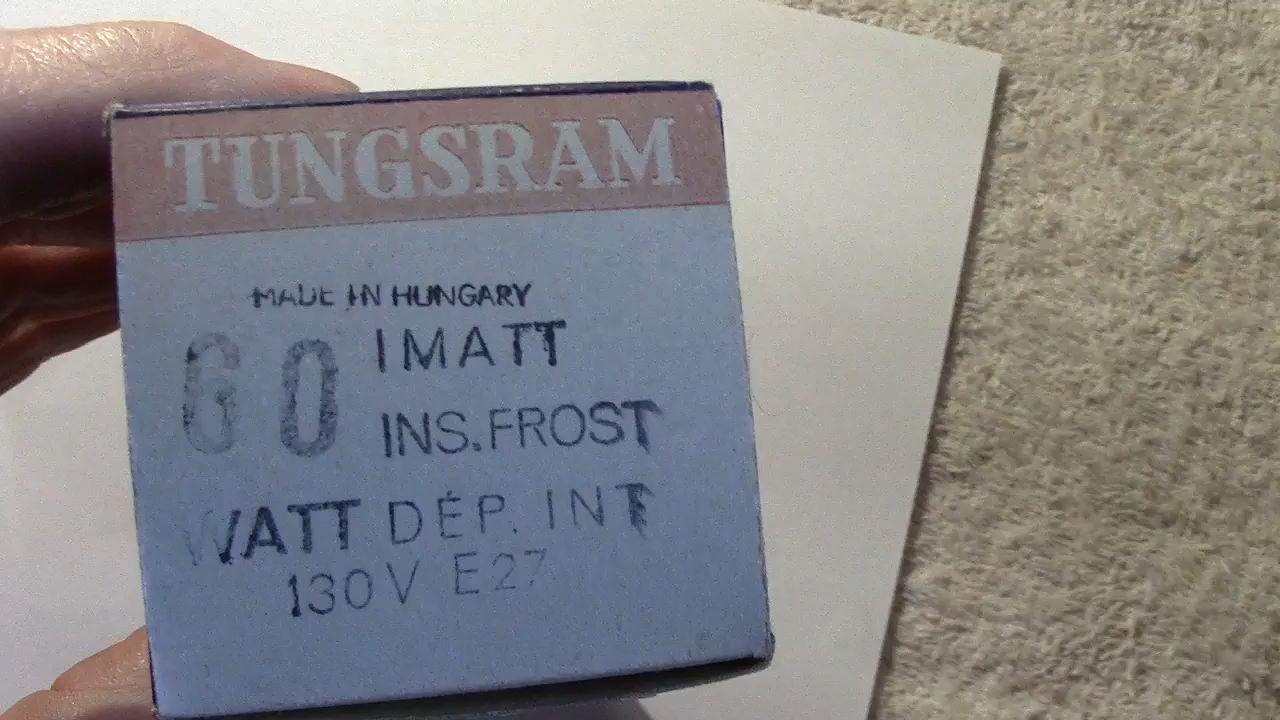 TUNGSRAM
MADE IN HUNGARY
60 IMATT
INS.FROST
WATT DÉP. INT
130V E27